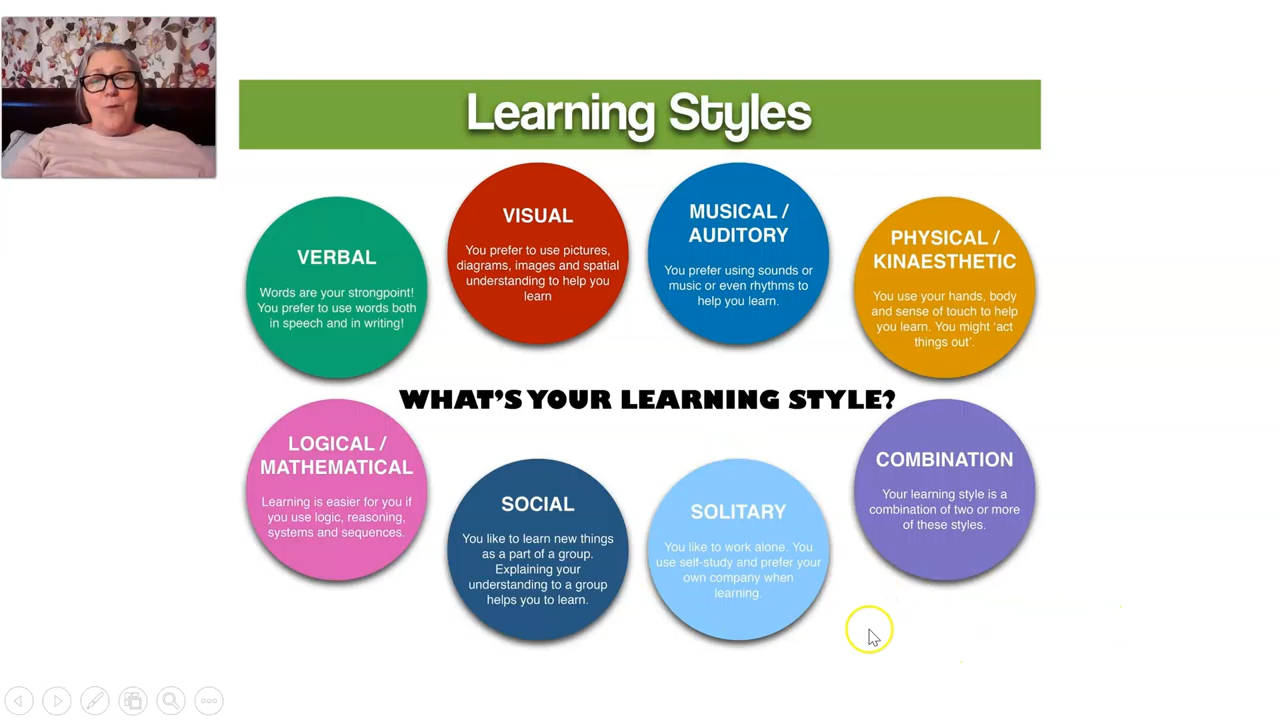 Learning Styles
VERBAL
Words are your strongpoint!
You prefer to use words both
in speech and in writing!
VISUAL
You prefer to use pictures,
diagrams, images and spatial
understanding to help you
learn
MUSICAL /
AUDITORY
You prefer using sounds or
music or even rhythms to
help you learn.
PHYSICAL /
KINAESTHETIC
You use your hands, body
and sense of touch to help
you learn. You might ‘act
things out’.
WHAT'S YOUR LEARNING STYLE?
LOGICAL /
MATHEMATICAL
Learning is easier for you if
you use logic, reasoning,
systems and sequences.
SOCIAL
You like to learn new things
as a part of a group.
Explaining your
understanding to a group
helps you to learn.
SOLITARY
You like to work alone. You
use self-study and prefer your
own company when
learning.
COMBINATION
Your learning style is a
combination of two or more
of these styles.